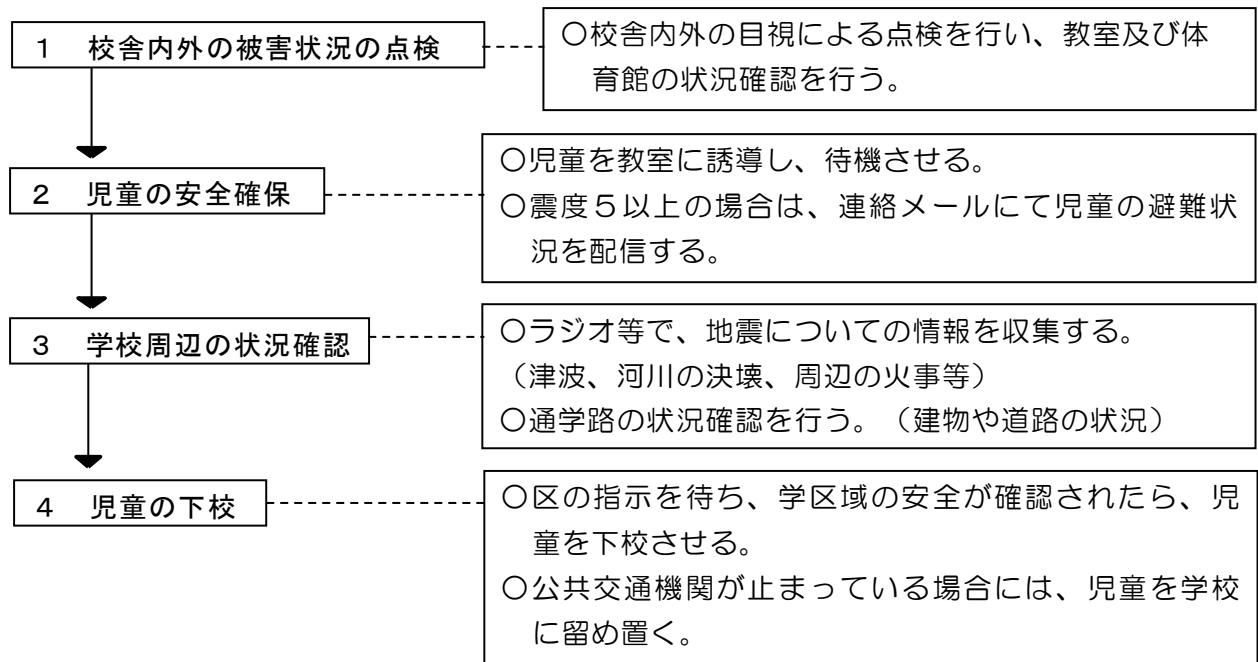 １　校舎内外の被害状況の点検
〇校舎内外の目視による点検を行い、教室及び体
育館の状況確認を行う。
２　児童の安全確保
〇児童を教室に誘導し、待機させる。
〇震度５以上の場合は、連絡メールにて児童の避難状
況を配信する。
３　学校周辺の状況確認
〇ラジオ等で、地震についての情報を収集する。
（津波、河川の決壊、周辺の火事等）
〇通学路の状況確認を行う。（建物や道路の状況）
４　児童の下校
〇区の指示を待ち、学区域の安全が確認されたら、児
童を下校させる。
〇公共交通機関が止まっている場合には、児童を学校
に留め置く。